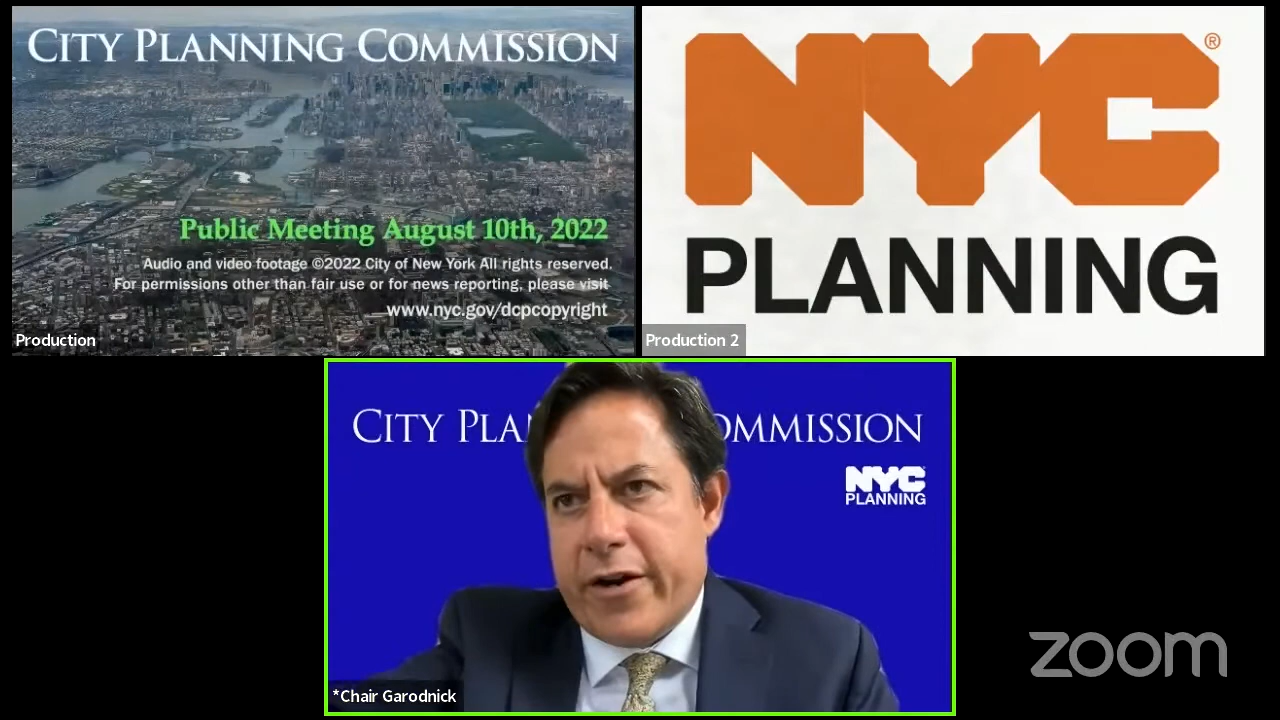 CITY PLANNING COMMISSION
Public Meeting August 10th, 2022
Audio and video footage ©2022 City of New York All rights reserved.
For permissions other than fair use or for news reporting, please visit
www.nyc.gov/dcpcopyright
Production
NYC®
PLANNING
Production 2
CITY PLA OMMISSION
NYC
PLANNING
*Chair Garodnick
zoom